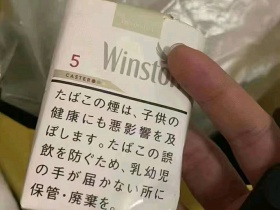 Winston
5
CASTER
たばこの煙は、子供の
健康にも悪影響を及
ぼします。たばこの誤
飲を防ぐため、乳幼児
の手が届かない所に
保管・廃棄を。